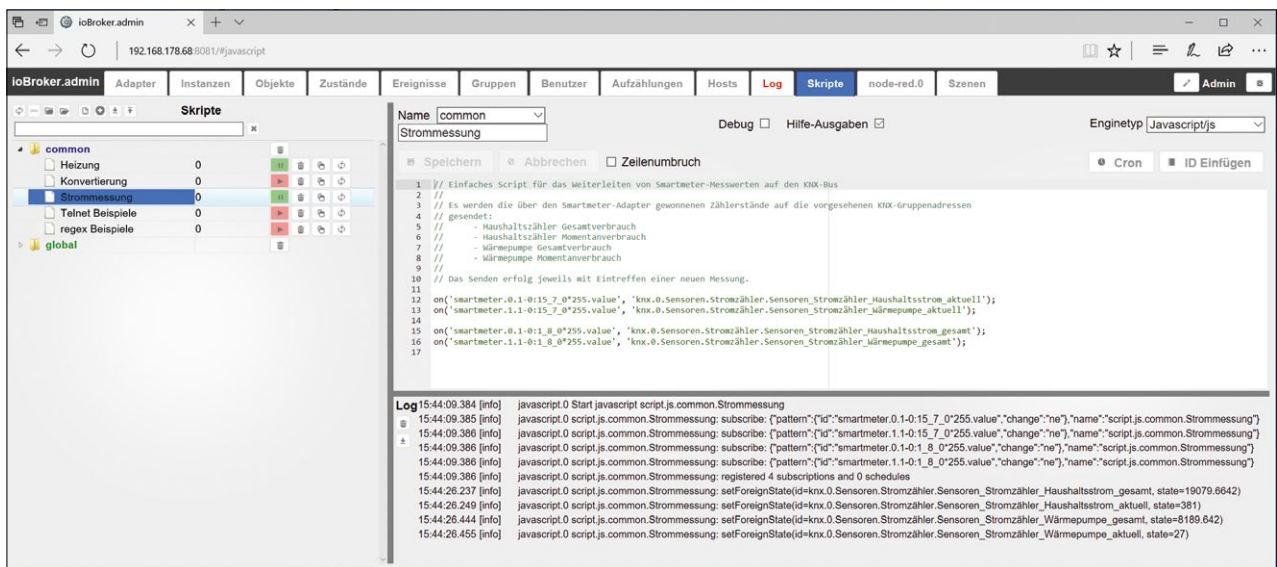 ioBroker.admin
192.168.178.68:8081/#javascript
ioBroker.admin Adapter Instanzen Objekte Zustände Ereignisse Gruppen Benutzer Aufzählungen Hosts Log Skripte node-red.0 Szenen Admin
Skripte
common
Heizung 0
Konvertierung 0
Strommessung 0
Telnet Beispiele 0
regex Beispiele 0
global
Name common
Strommessung
Debug Hilfe-Ausgaben
Enginetyp Javascript/js
Speichern Abbrechen Zeilenumbruch Cron ID Einfügen
1 // Einfaches Script für das Weiterleiten von Smartmeter-Messwerten auf den KNX-Bus
2 //
3 // Es werden die über den Smartmeter-Adapter gewonnenen Zählerstände auf die vorgesehenen KNX-Gruppenadressen
4 // gesendet:
5 // - Haushaltszähler Gesamtverbrauch
6 // - Haushaltszähler Momentanverbrauch
7 // - Wärmepumpe Gesamtverbrauch
8 // - Wärmepumpe Momentanverbrauch
9 //
10 // Das Senden erfolg jeweils mit Eintreffen einer neuen Messung.
11
12 on('smartmeter.0.1-0:15_7_0*255.value', 'knx.0.Sensoren.Stromzähler.Sensoren_Stromzähler_Haushaltsstrom_aktuell');
13 on('smartmeter.1.1-0:15_7_0*255.value', 'knx.0.Sensoren.Stromzähler.Sensoren_Stromzähler_Wärmepumpe_aktuell');
14
15 on('smartmeter.0.1-0:1_8_0*255.value', 'knx.0.Sensoren.Stromzähler.Sensoren_Stromzähler_Haushaltsstrom_gesamt');
16 on('smartmeter.1.1-0:1_8_0*255.value', 'knx.0.Sensoren.Stromzähler.Sensoren_Stromzähler_Wärmepumpe_gesamt');
17
Log 15:44:09.384 [info] javascript.0 Start javascript script.js.common.Strommessung
15:44:09.385 [info] javascript.0 script.js.common.Strommessung: subscribe: {"pattern":{"id":"smartmeter.0.1-0:15_7_0*255.value","change":"ne"},"name":"script.js.common.Strommessung"}
15:44:09.386 [info] javascript.0 script.js.common.Strommessung: subscribe: {"pattern":{"id":"smartmeter.1.1-0:15_7_0*255.value","change":"ne"},"name":"script.js.common.Strommessung"}
15:44:09.386 [info] javascript.0 script.js.common.Strommessung: subscribe: {"pattern":{"id":"smartmeter.0.1-0:1_8_0*255.value","change":"ne"},"name":"script.js.common.Strommessung"}
15:44:09.386 [info] javascript.0 script.js.common.Strommessung: subscribe: {"pattern":{"id":"smartmeter.1.1-0:1_8_0*255.value","change":"ne"},"name":"script.js.common.Strommessung"}
15:44:09.386 [info] javascript.0 script.js.common.Strommessung: registered 4 subscriptions and 0 schedules
15:44:26.237 [info] javascript.0 script.js.common.Strommessung: setForeignState(id=knx.0.Sensoren.Stromzähler.Sensoren_Stromzähler_Haushaltsstrom_gesamt, state=19079.6642)
15:44:26.249 [info] javascript.0 script.js.common.Strommessung: setForeignState(id=knx.0.Sensoren.Stromzähler.Sensoren_Stromzähler_Haushaltsstrom_aktuell, state=381)
15:44:26.444 [info] javascript.0 script.js.common.Strommessung: setForeignState(id=knx.0.Sensoren.Stromzähler.Sensoren_Stromzähler_Wärmepumpe_gesamt, state=8189.642)
15:44:26.455 [info] javascript.0 script.js.common.Strommessung: setForeignState(id=knx.0.Sensoren.Stromzähler.Sensoren_Stromzähler_Wärmepumpe_aktuell, state=27)